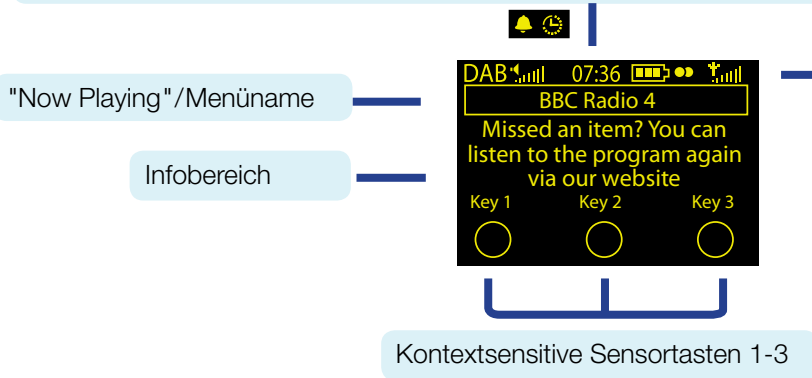 DAB 07:36
"Now Playing"/Menüname
BBC Radio 4
Missed an item? You can
listen to the program again
via our website
Infobereich
Key 1 Key 2 Key 3
Kontextsensitive Sensortasten 1-3